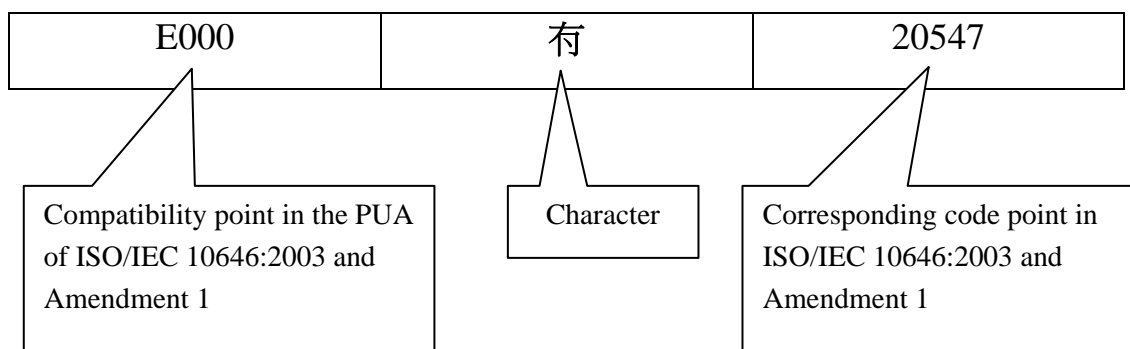 E000 𠕇 20547
Compatibility point in the PUA
of ISO/IEC 10646:2003 and
Amendment 1
Character
Corresponding code point in
ISO/IEC 10646:2003 and
Amendment 1